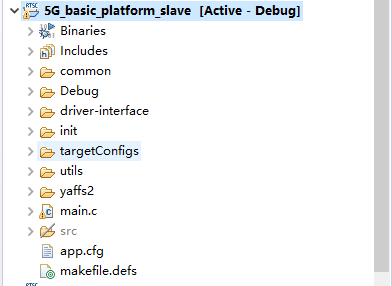 5G_basic_platform_slave [Active - Debug]
Binaries
Includes
common
Debug
driver-interface
init
targetConfigs
utils
yaffs2
main.c
src
app.cfg
makefile.defs